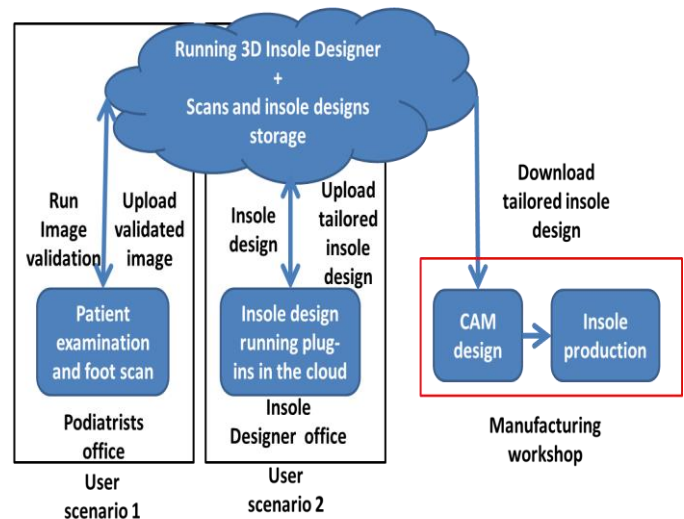 Running 3D Insole Designer
+
Scans and insole designs
storage
Run
Image
validation
Upload
validated
image
Insole
design
Upload
tailored
insole
design
Download
tailored insole
design
Patient
examination
and foot scan
Insole design
running plug-
ins in the cloud
CAM
design
Insole
production
Podiatrists
office
Insole
Designer office
Manufacturing
workshop
User
scenario 1
User
scenario 2